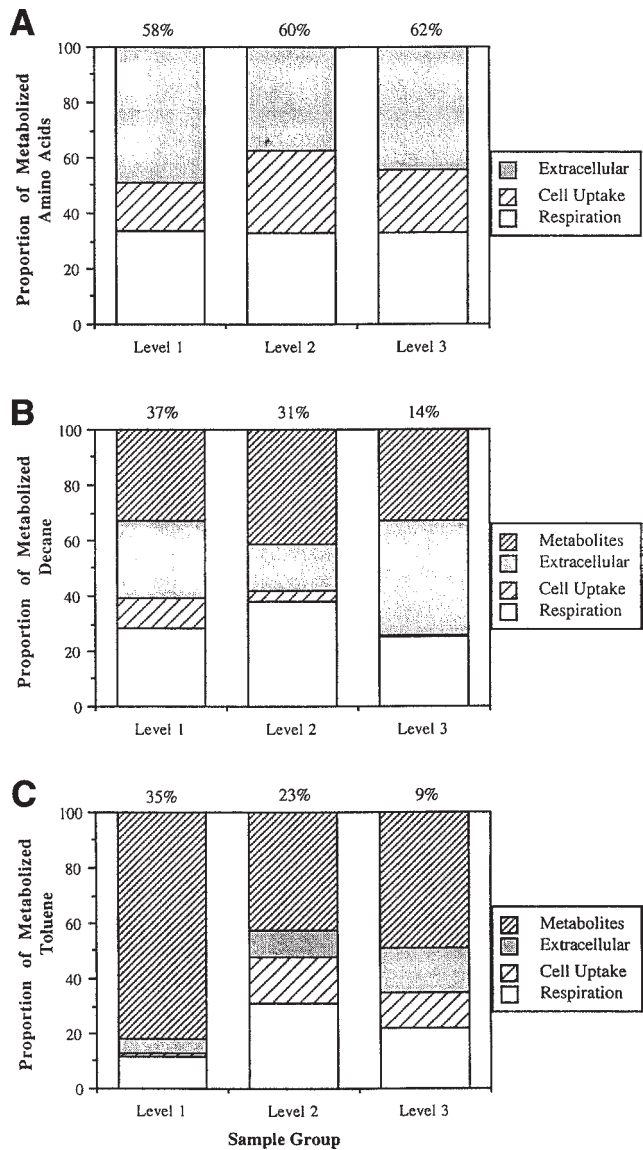 A
58% 60% 62%
Proportion of Metabolized
Amino Acids
100
80
60
40
20
0
Level 1 Level 2 Level 3
Extracellular
Cell Uptake
Respiration
B
37% 31% 14%
Proportion of Metabolized
Decane
100
80
60
40
20
0
Level 1 Level 2 Level 3
Metabolites
Extracellular
Cell Uptake
Respiration
C
35% 23% 9%
Proportion of Metabolized
Toluene
100
80
60
40
20
0
Level 1 Level 2 Level 3
Metabolites
Extracellular
Cell Uptake
Respiration
Sample Group